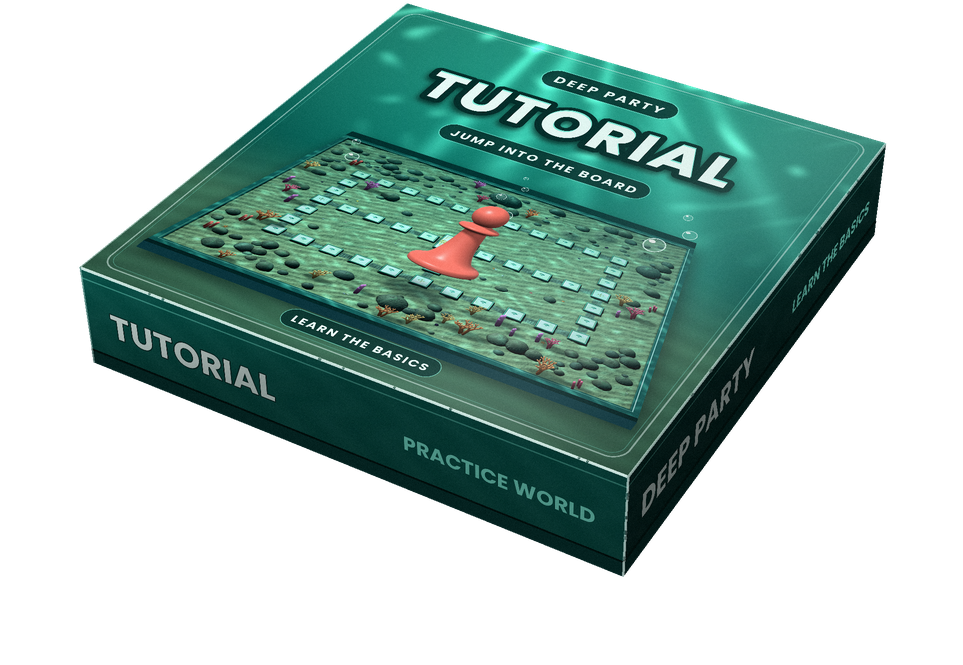 DEEP PARTY
TUTORIAL
JUMP INTO THE BOARD
LEARN THE BASICS
TUTORIAL
PRACTICE WORLD
DEEP PARTY
LEARN THE BASICS